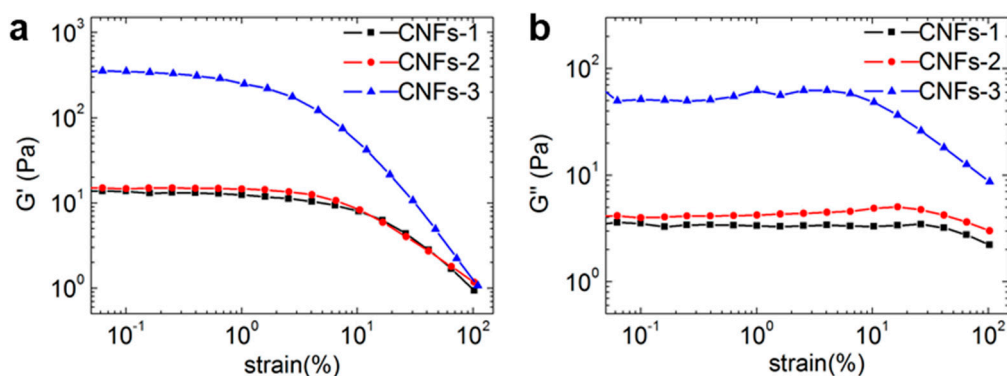 a
10³
10²
10¹
10⁰
G' (Pa)
CNFs-1
CNFs-2
CNFs-3
10⁻¹ 10⁰ 10¹ 10²
strain(%)
b
10²
10¹
10⁰
G'' (Pa)
CNFs-1
CNFs-2
CNFs-3
10⁻¹ 10⁰ 10¹ 10²
strain(%)